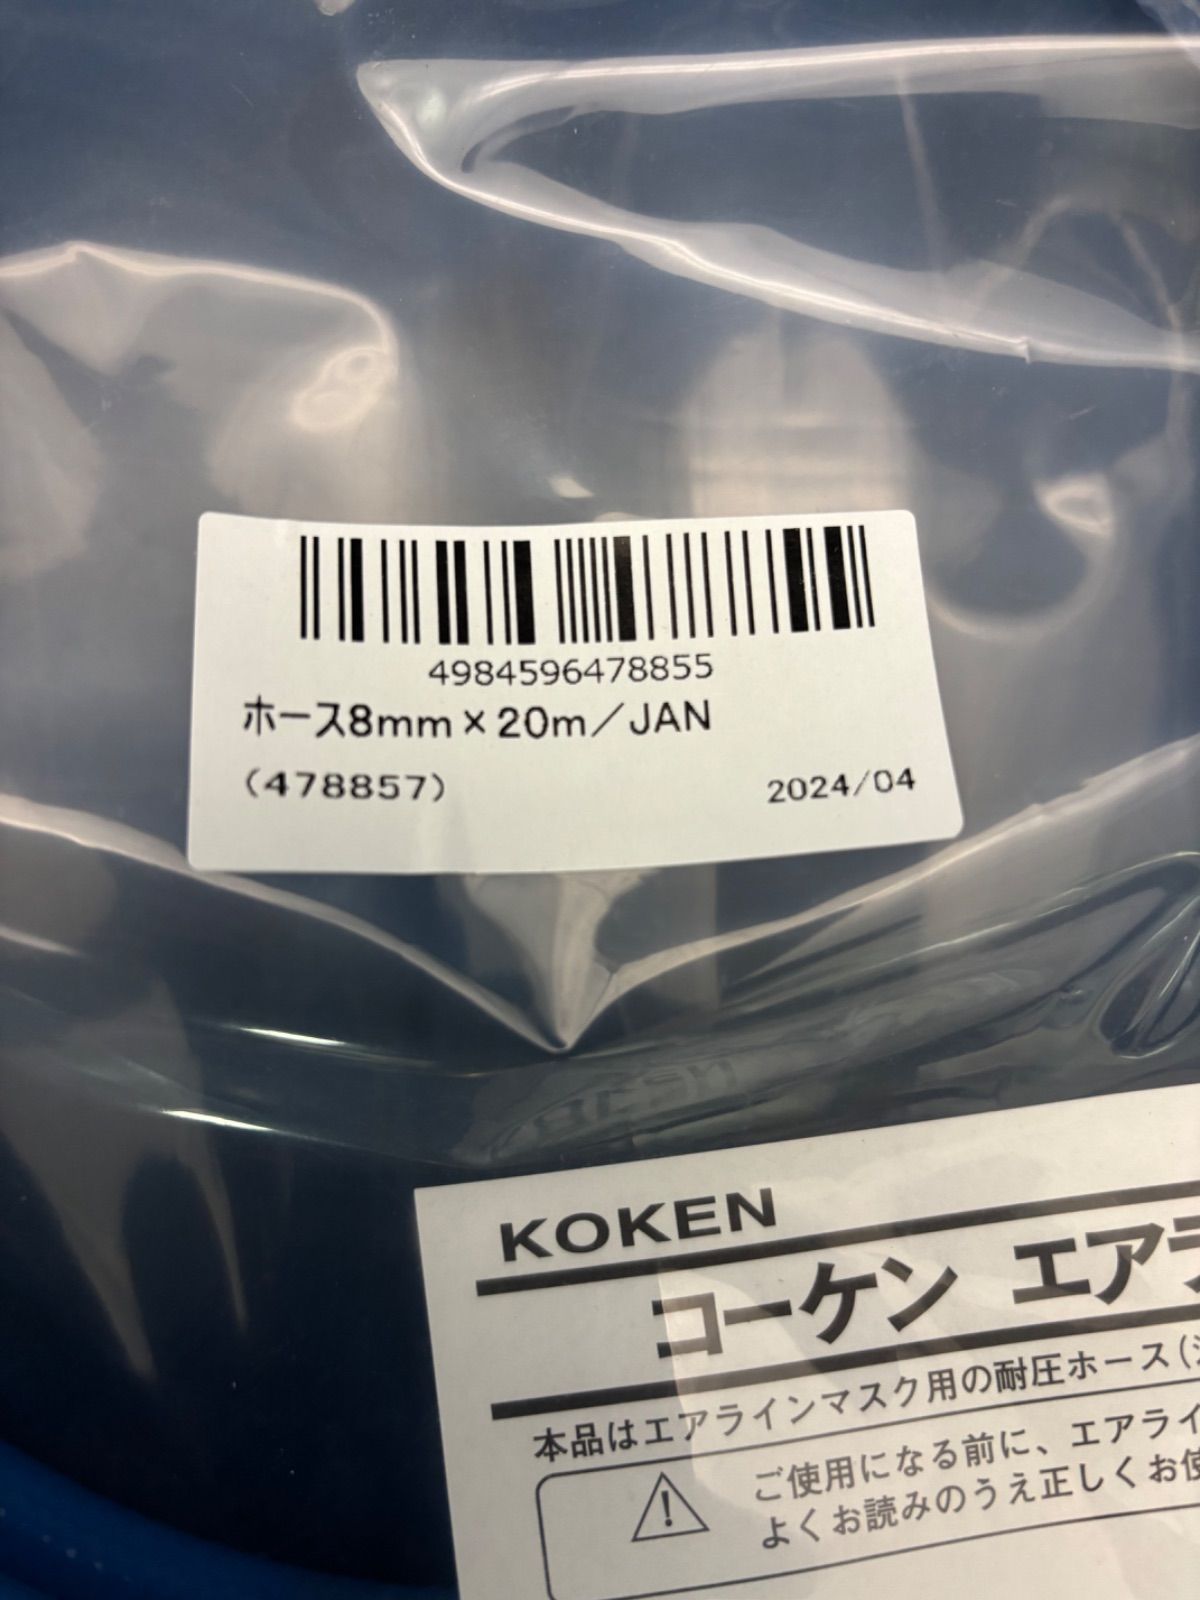 4984596478855
ホース8mm×20m／JAN
(478857)
2024/04
KOKEN
コーケン エアラ
本品はエアラインマスク用の耐圧ホース(
ご使用になる前に、エアライ
よくお読みのうえ正しくお使